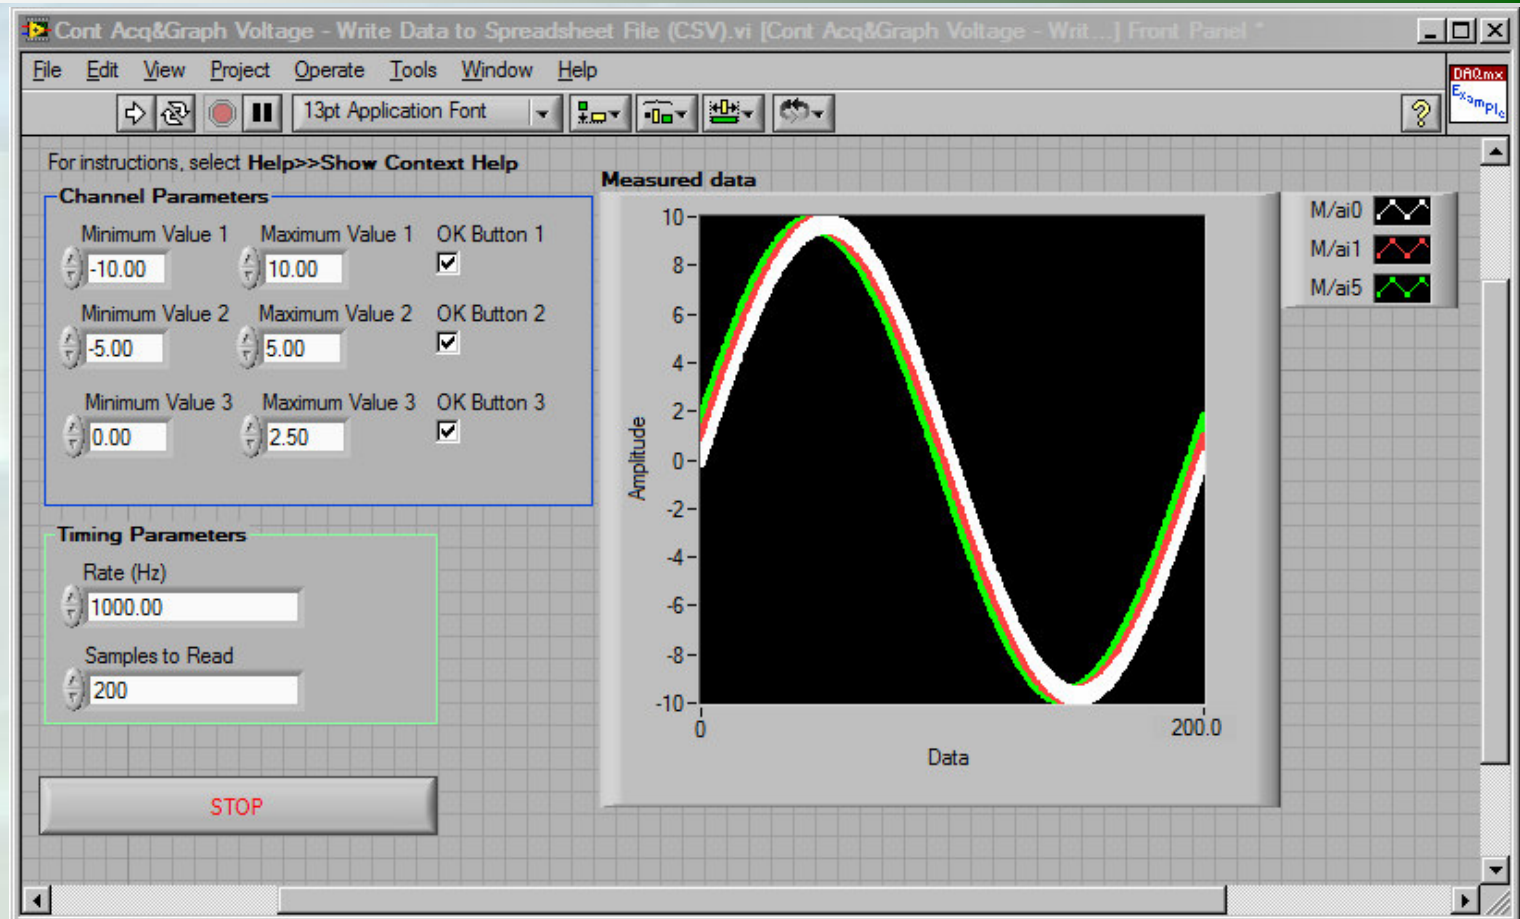 Cont Acq&Graph Voltage - Write Data to Spreadsheet File (CSV).vi [Cont Acq&Graph Voltage - Writ...] Front Panel *
File Edit View Project Operate Tools Window Help
DAQmx
Example
13pt Application Font
?
For instructions, select Help>>Show Context Help
Channel Parameters
Minimum Value 1 Maximum Value 1 OK Button 1
-10.00 10.00
Minimum Value 2 Maximum Value 2 OK Button 2
-5.00 5.00
Minimum Value 3 Maximum Value 3 OK Button 3
0.00 2.50
Timing Parameters
Rate (Hz)
1000.00
Samples to Read
200
STOP
Measured data
10
8
6
4
2
0
-2
-4
-6
-8
-10
Amplitude
0 200.0
Data
M/ai0
M/ai1
M/ai5